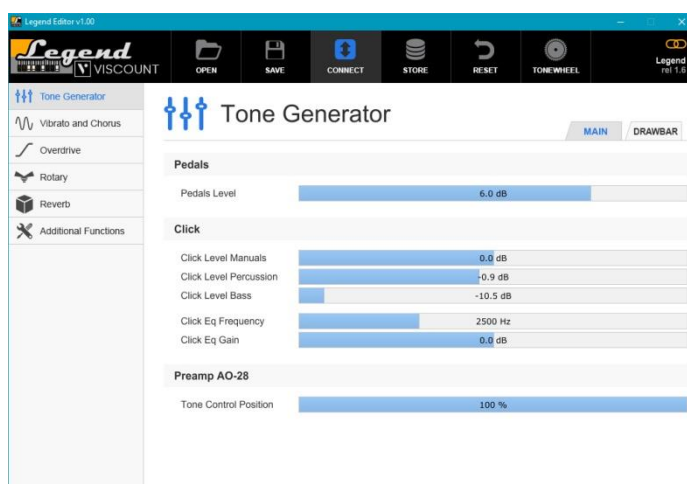 Legend Editor v1.00
Legend
VISCOUNT
OPEN
SAVE
CONNECT
STORE
RESET
TONEWHEEL
Legend
rel 1.6
Tone Generator
Vibrato and Chorus
Overdrive
Rotary
Reverb
Additional Functions
Tone Generator
MAIN
DRAWBAR
Pedals
Pedals Level 6.0 dB
Click
Click Level Manuals 0.0 dB
Click Level Percussion -0.9 dB
Click Level Bass -10.5 dB
Click Eq Frequency 2500 Hz
Click Eq Gain 0.0 dB
Preamp AO-28
Tone Control Position 100 %